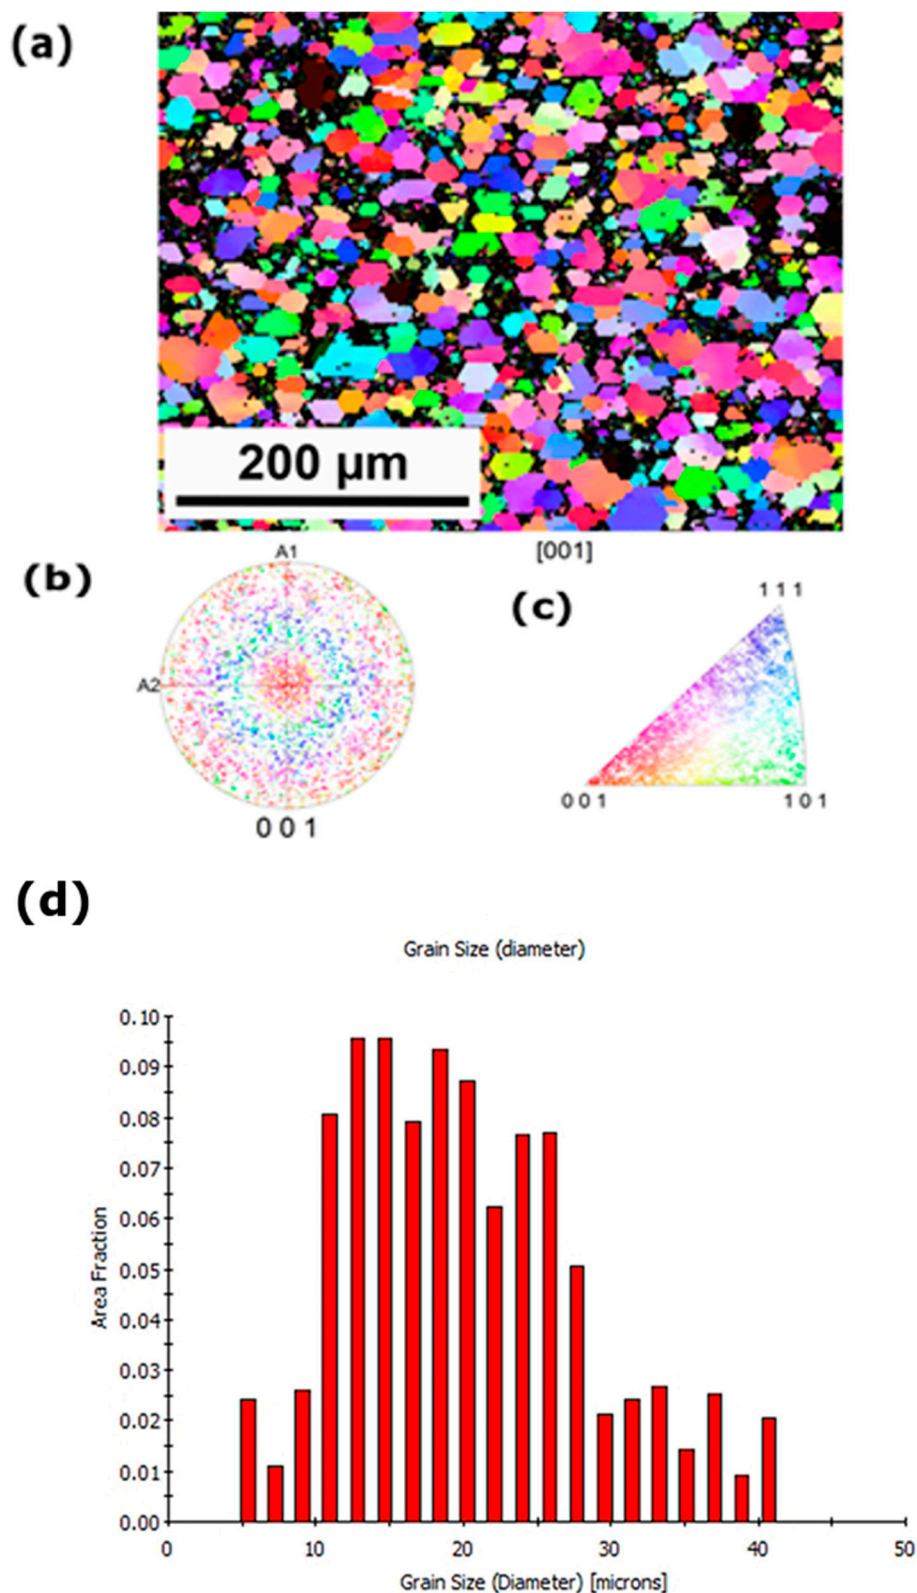 (a)
200 µm
[001]
(b)
A1
A2
0 0 1
(c)
1 1 1
0 0 1
1 0 1
(d)
Grain Size (diameter)
0.10
0.09
0.08
0.07
0.06
0.05
0.04
0.03
0.02
0.01
0.00
Area Fraction
0 10 20 30 40 50
Grain Size (Diameter) [microns]